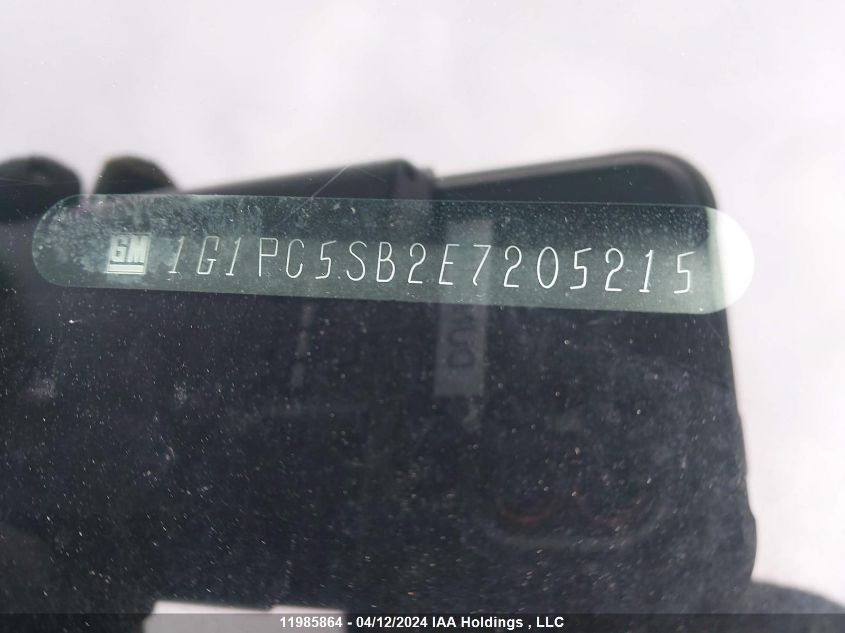 GM 1G1PC5SB2E7205215
11985864 - 04/12/2024 IAA Holdings , LLC